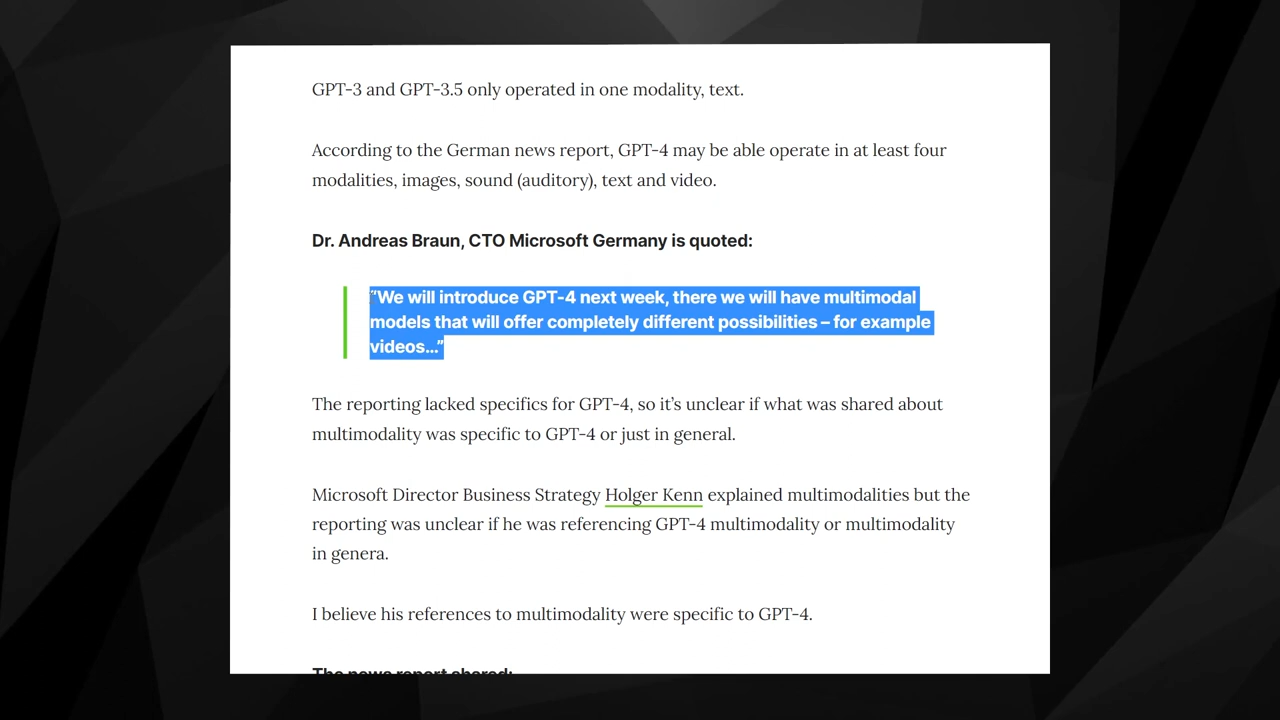 GPT-3 and GPT-3.5 only operated in one modality, text.
According to the German news report, GPT-4 may be able operate in at least four
modalities, images, sound (auditory), text and video.
Dr. Andreas Braun, CTO Microsoft Germany is quoted:
“We will introduce GPT-4 next week, there we will have multimodal
models that will offer completely different possibilities – for example
videos…”
The reporting lacked specifics for GPT-4, so it’s unclear if what was shared about
multimodality was specific to GPT-4 or just in general.
Microsoft Director Business Strategy Holger Kenn explained multimodalities but the
reporting was unclear if he was referencing GPT-4 multimodality or multimodality
in genera.
I believe his references to multimodality were specific to GPT-4.
The news report shared: